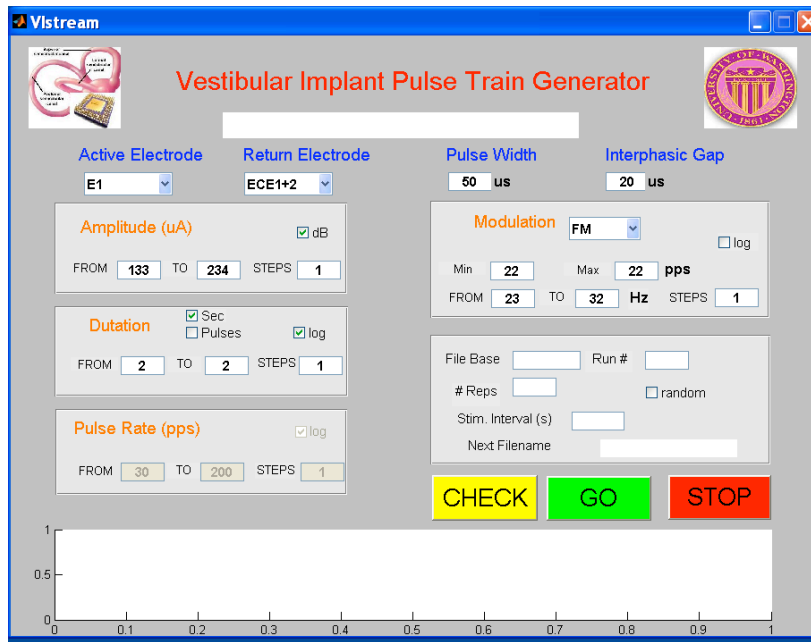 VIstream
Vestibular Implant Pulse Train Generator
UNIVERSITY OF WASHINGTON
1861
Active Electrode Return Electrode Pulse Width Interphasic Gap
E1 ECE1+2 50 us 20 us
Amplitude (uA) dB
FROM 133 TO 234 STEPS 1
Modulation FM log
Min 22 Max 22 pps
FROM 23 TO 32 Hz STEPS 1
Dutation Sec
Pulses log
FROM 2 TO 2 STEPS 1
File Base Run #
# Reps random
Stim. Interval (s)
Next Filename
Pulse Rate (pps) log
FROM 30 TO 200 STEPS 1
CHECK GO STOP
1
0.5
0
0 0.1 0.2 0.3 0.4 0.5 0.6 0.7 0.8 0.9 1